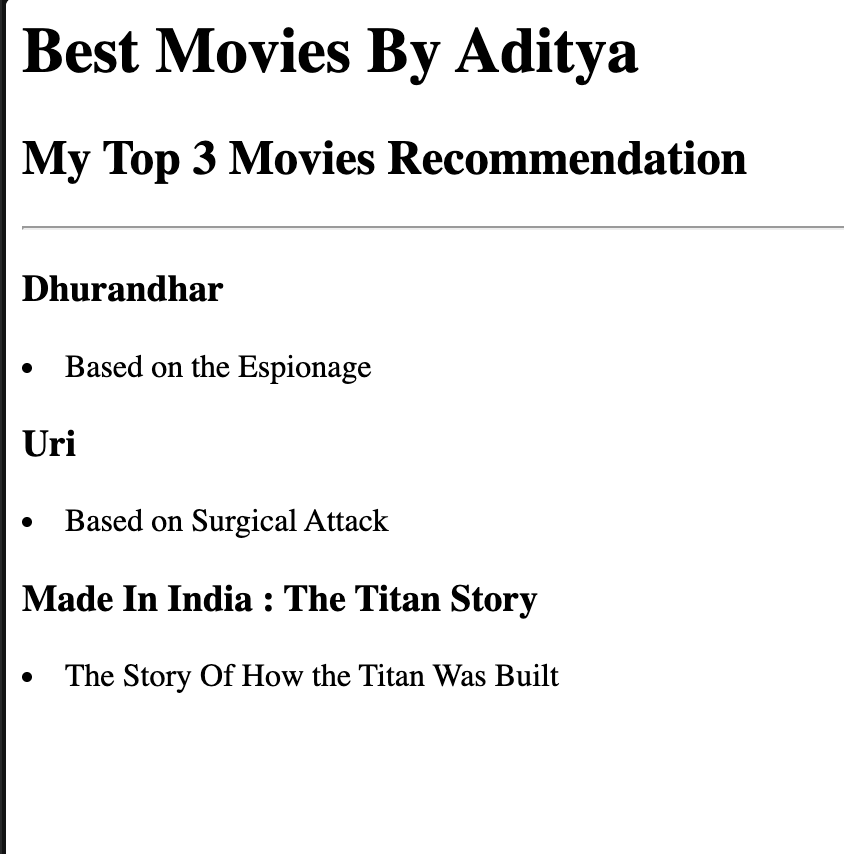 Best Movies By Aditya
My Top 3 Movies Recommendation
Dhurandhar
• Based on the Espionage
Uri
• Based on Surgical Attack
Made In India : The Titan Story
• The Story Of How the Titan Was Built